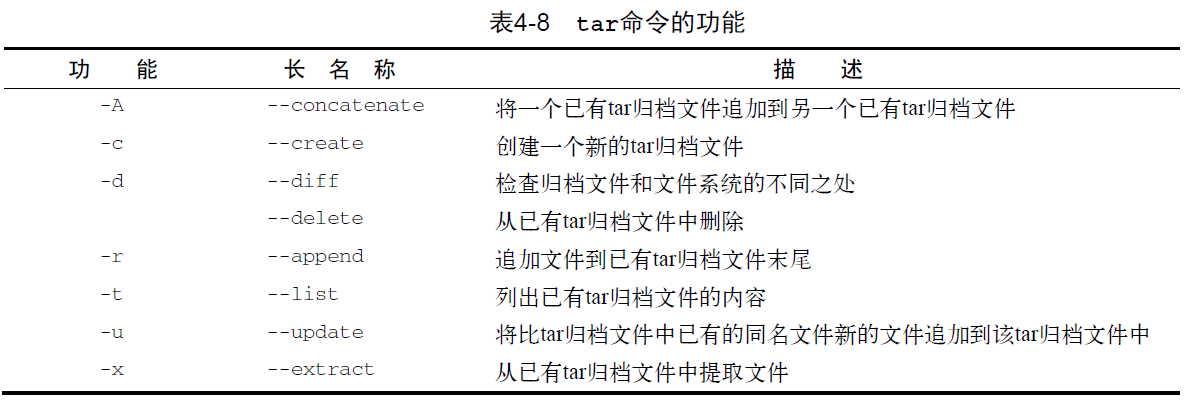 表4-8 tar命令的功能
功 能 长 名 称 描 述
-A --concatenate 将一个已有tar归档文件追加到另一个已有tar归档文件
-c --create 创建一个新的tar归档文件
-d --diff 检查归档文件和文件系统的不同之处
--delete 从已有tar归档文件中删除
-r --append 追加文件到已有tar归档文件末尾
-t --list 列出已有tar归档文件的内容
-u --update 将比tar归档文件中已有的同名文件新的文件追加到该tar归档文件中
-x --extract 从已有tar归档文件中提取文件